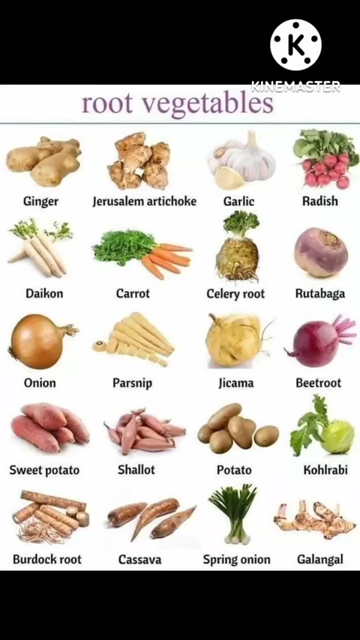 K
KINEMASTER
root vegetables
Ginger Jerusalem artichoke Garlic Radish
Daikon Carrot Celery root Rutabaga
Onion Parsnip Jicama Beetroot
Sweet potato Shallot Potato Kohlrabi
Burdock root Cassava Spring onion Galangal